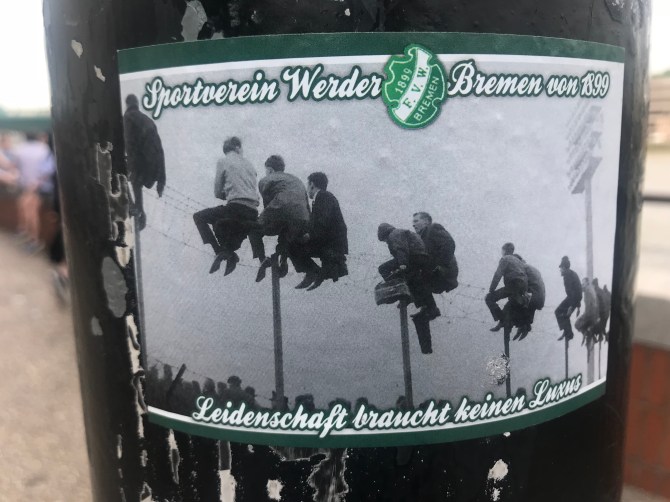 Sportverein Werder Bremen von 1899
1899
F.V.W.
BREMEN
Leidenschaft braucht keinen Luxus